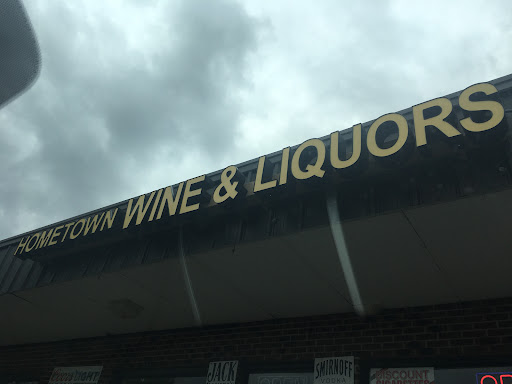 HOMETOWN WINE & LIQUORS
JACK
SMIRNOFF
DISCOUNT